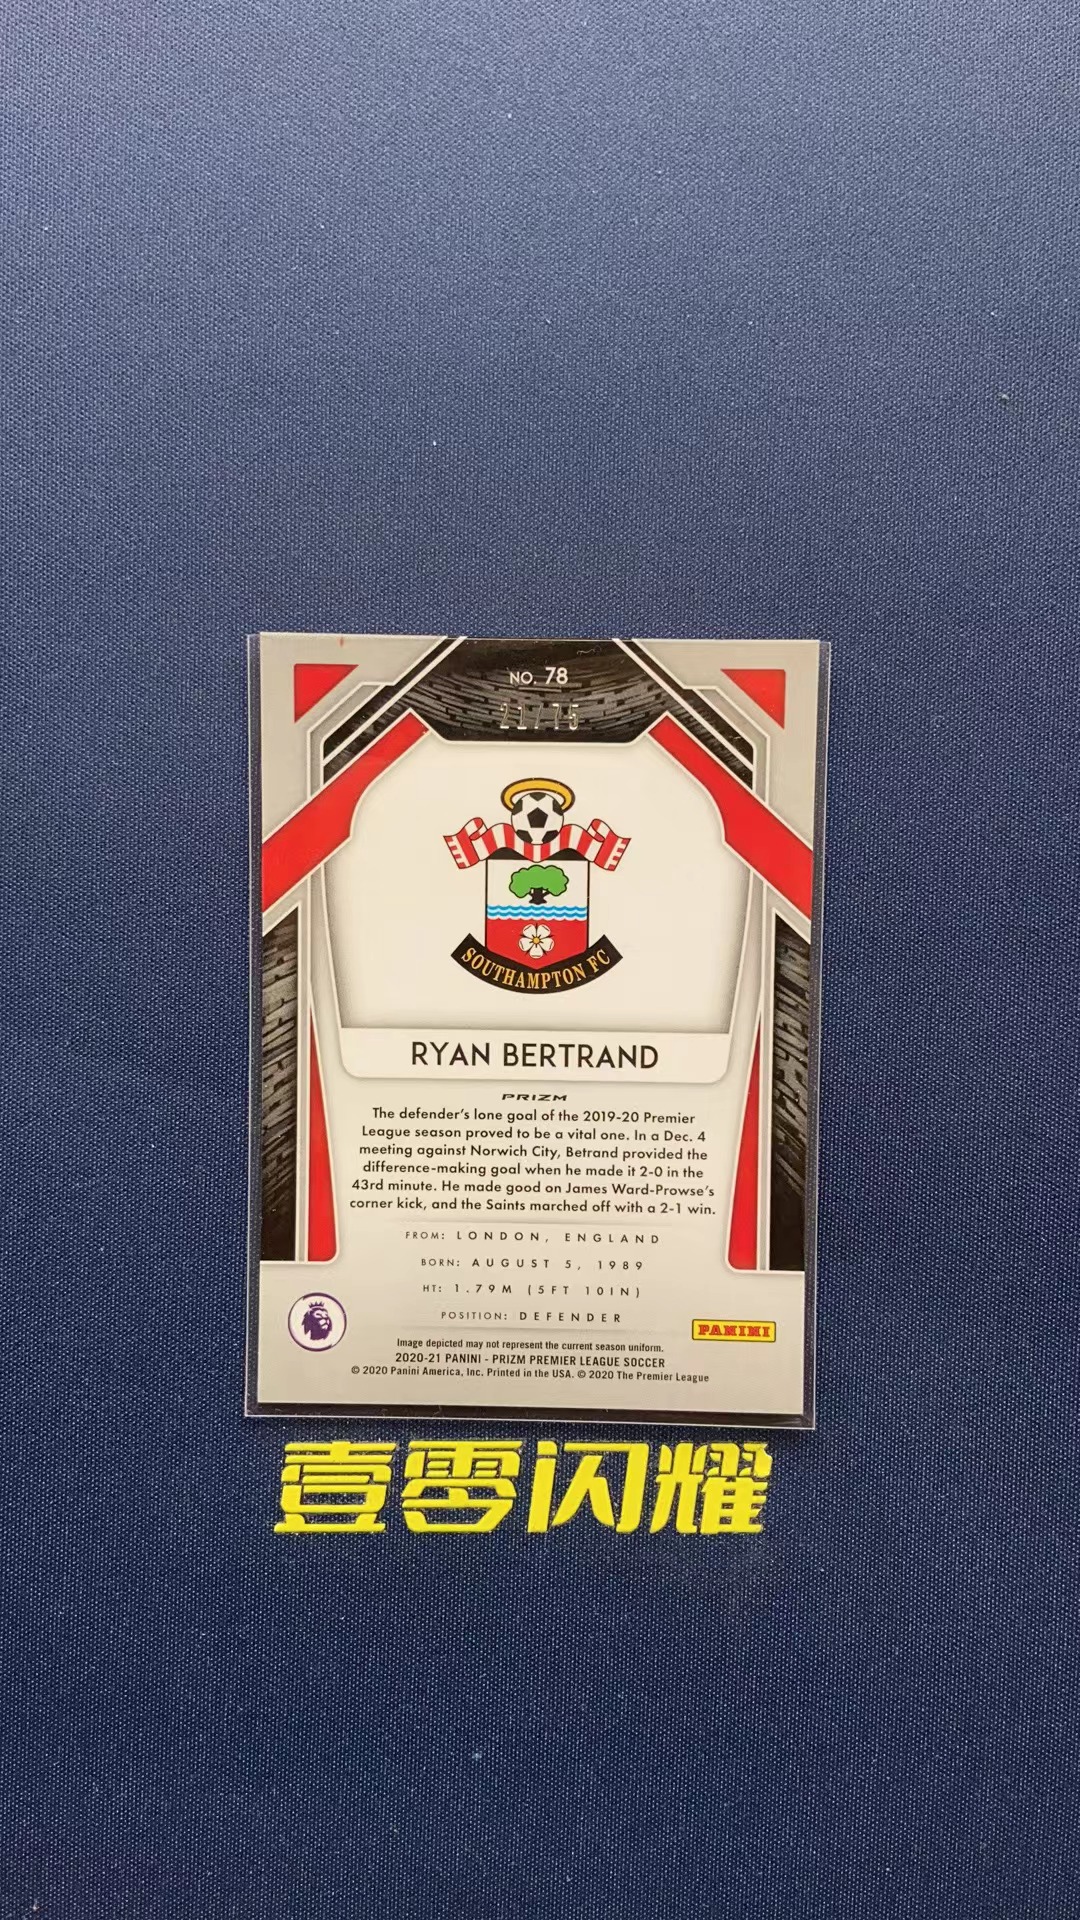 NO. 78
21/75
SOUTHAMPTON FC
RYAN BERTRAND
PRIZM
The defender's lone goal of the 2019-20 Premier
League season proved to be a vital one. In a Dec. 4
meeting against Norwich City, Betrand provided the
difference-making goal when he made it 2-0 in the
43rd minute. He made good on James Ward-Prowse's
corner kick, and the Saints marched off with a 2-1 win.
FROM: LONDON, ENGLAND
BORN: AUGUST 5, 1989
HT: 1.79M (5FT 10IN)
POSITION: DEFENDER
PANINI
Image depicted may not represent the current season uniform.
2020-21 PANINI - PRIZM PREMIER LEAGUE SOCCER
© 2020 Panini America, Inc. Printed in the USA. © 2020 The Premier League
壹零闪耀